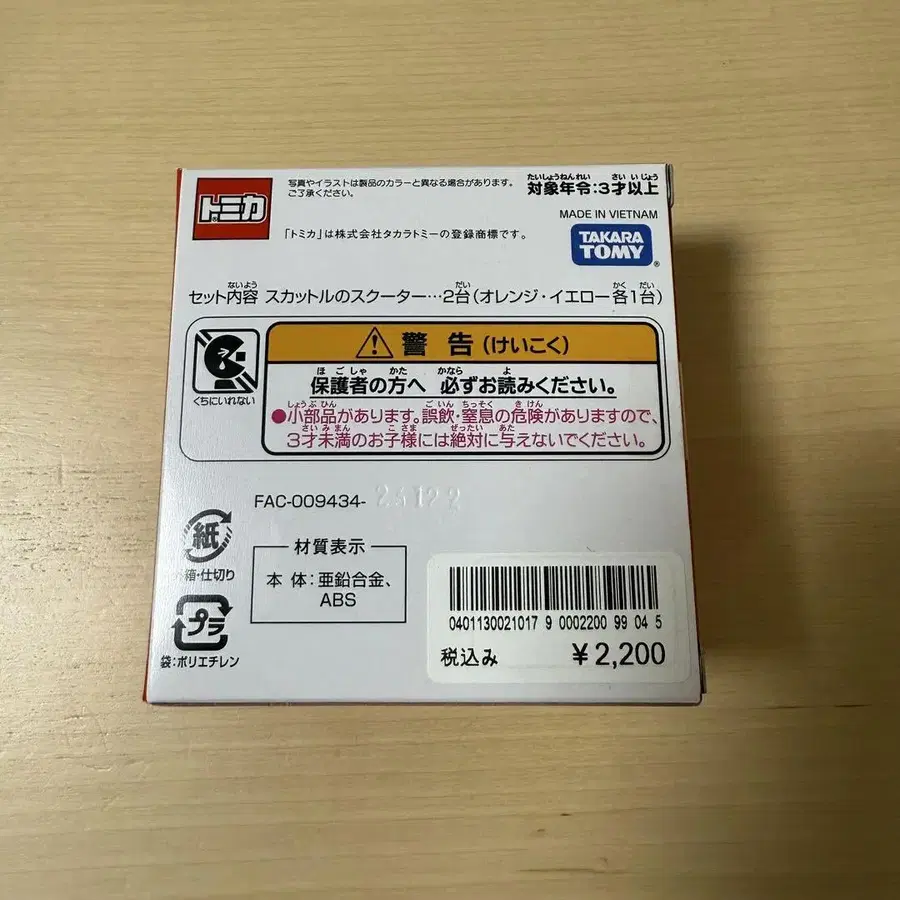 トミカ
写真やイラストは製品のカラーと異なる場合があります。
ご了承ください。
「トミカ」は株式会社タカラトミーの登録商標です。
たいしょうねんれい さい いじょう
対象年令:3才以上
MADE IN VIETNAM
TAKARA
TOMY
ないよう だい かく だい
セット内容 スカットルのスクーター…2台(オレンジ・イエロー各1台)
くちにいれない
警告(けいこく)
ほごしゃ かた かなら よ
保護者の方へ 必ずお読みください。
しょうぶひん ごいん ちっそく きけん
●小部品があります。誤飲・窒息の危険がありますので、
さいみまん こさま ぜったい あた
3才未満のお子様には絶対に与えないでください。
FAC-009434-
紙
箱・仕切り
プラ
袋:ポリエチレン
材質表示
本体:亜鉛合金、
ABS
0401130021017 9 0002200 99 04 5
税込み ¥2,200